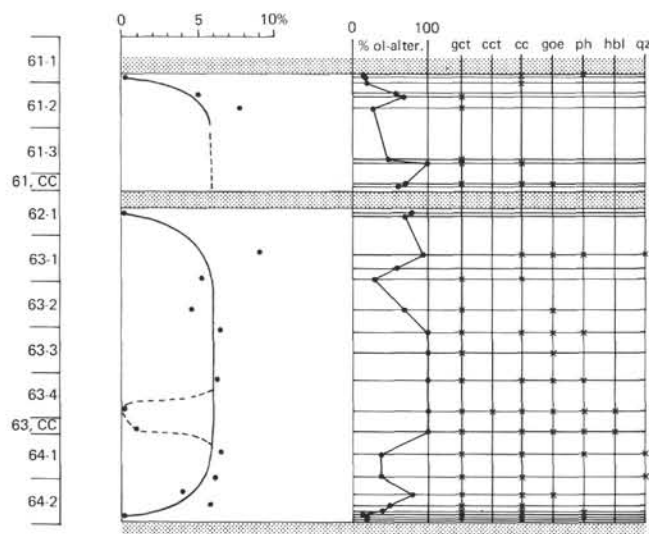 0 5 10% 0 100
% ol-alter. gct cct cc goe ph hbl qz
61-1
61-2
61-3
61, CC
62-1
63-1
63-2
63-3
63-4
63, CC
64-1
64-2